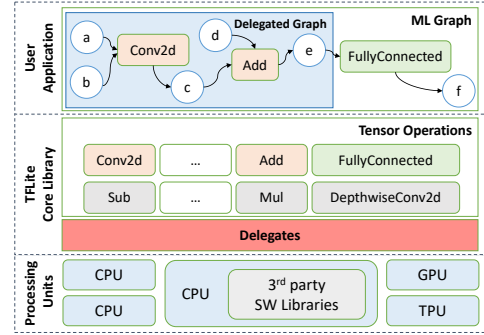 User
Application
Delegated Graph
ML Graph
a
b
Conv2d
c
d
Add
e
FullyConnected
f
TFLite
Core Library
Tensor Operations
Conv2d
...
Add
FullyConnected
Sub
...
Mul
DepthwiseConv2d
Delegates
Processing
Units
CPU
CPU
CPU
3rd party
SW Libraries
GPU
TPU